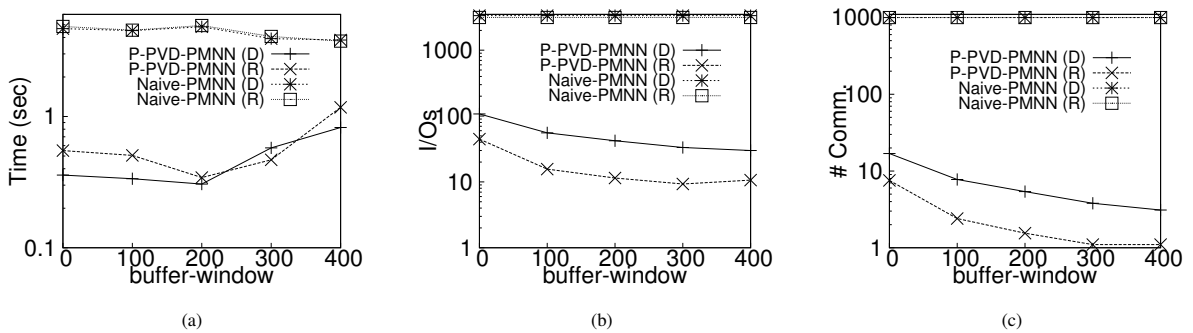 Time (sec)
1
0.1
P-PVD-PMNN (D)
P-PVD-PMNN (R)
Naive-PMNN (D)
Naive-PMNN (R)
0 100 200 300 400
buffer-window
(a)
I/Os
1000
100
10
1
P-PVD-PMNN (D)
P-PVD-PMNN (R)
Naive-PMNN (D)
Naive-PMNN (R)
0 100 200 300 400
buffer-window
(b)
# Comm.
1000
100
10
1
P-PVD-PMNN (D)
P-PVD-PMNN (R)
Naive-PMNN (D)
Naive-PMNN (R)
0 100 200 300 400
buffer-window
(c)